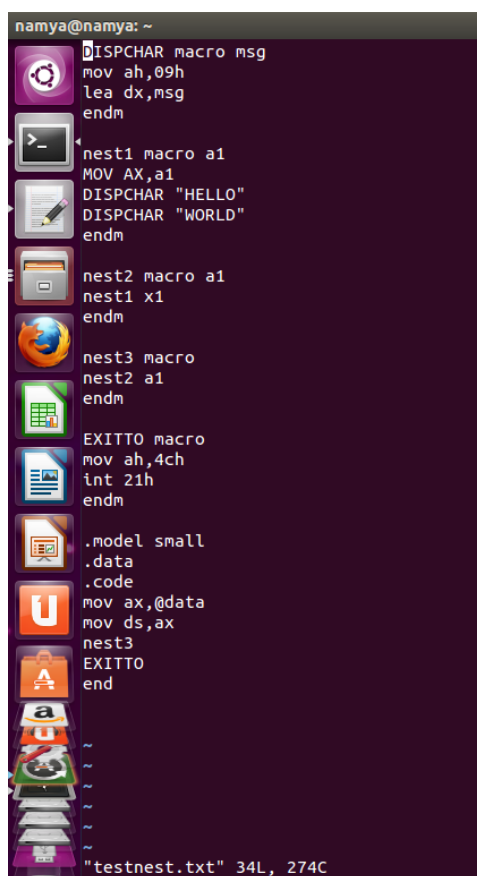 namya@namya: ~
DISPCHAR macro msg
mov ah,09h
lea dx,msg
endm
nest1 macro a1
MOV AX,a1
DISPCHAR "HELLO"
DISPCHAR "WORLD"
endm
nest2 macro a1
nest1 x1
endm
nest3 macro
nest2 a1
endm
EXITTO macro
mov ah,4ch
int 21h
endm
.model small
.data
.code
mov ax,@data
mov ds,ax
nest3
EXITTO
end
~
~
~
~
~
~
"testnest.txt" 34L, 274C